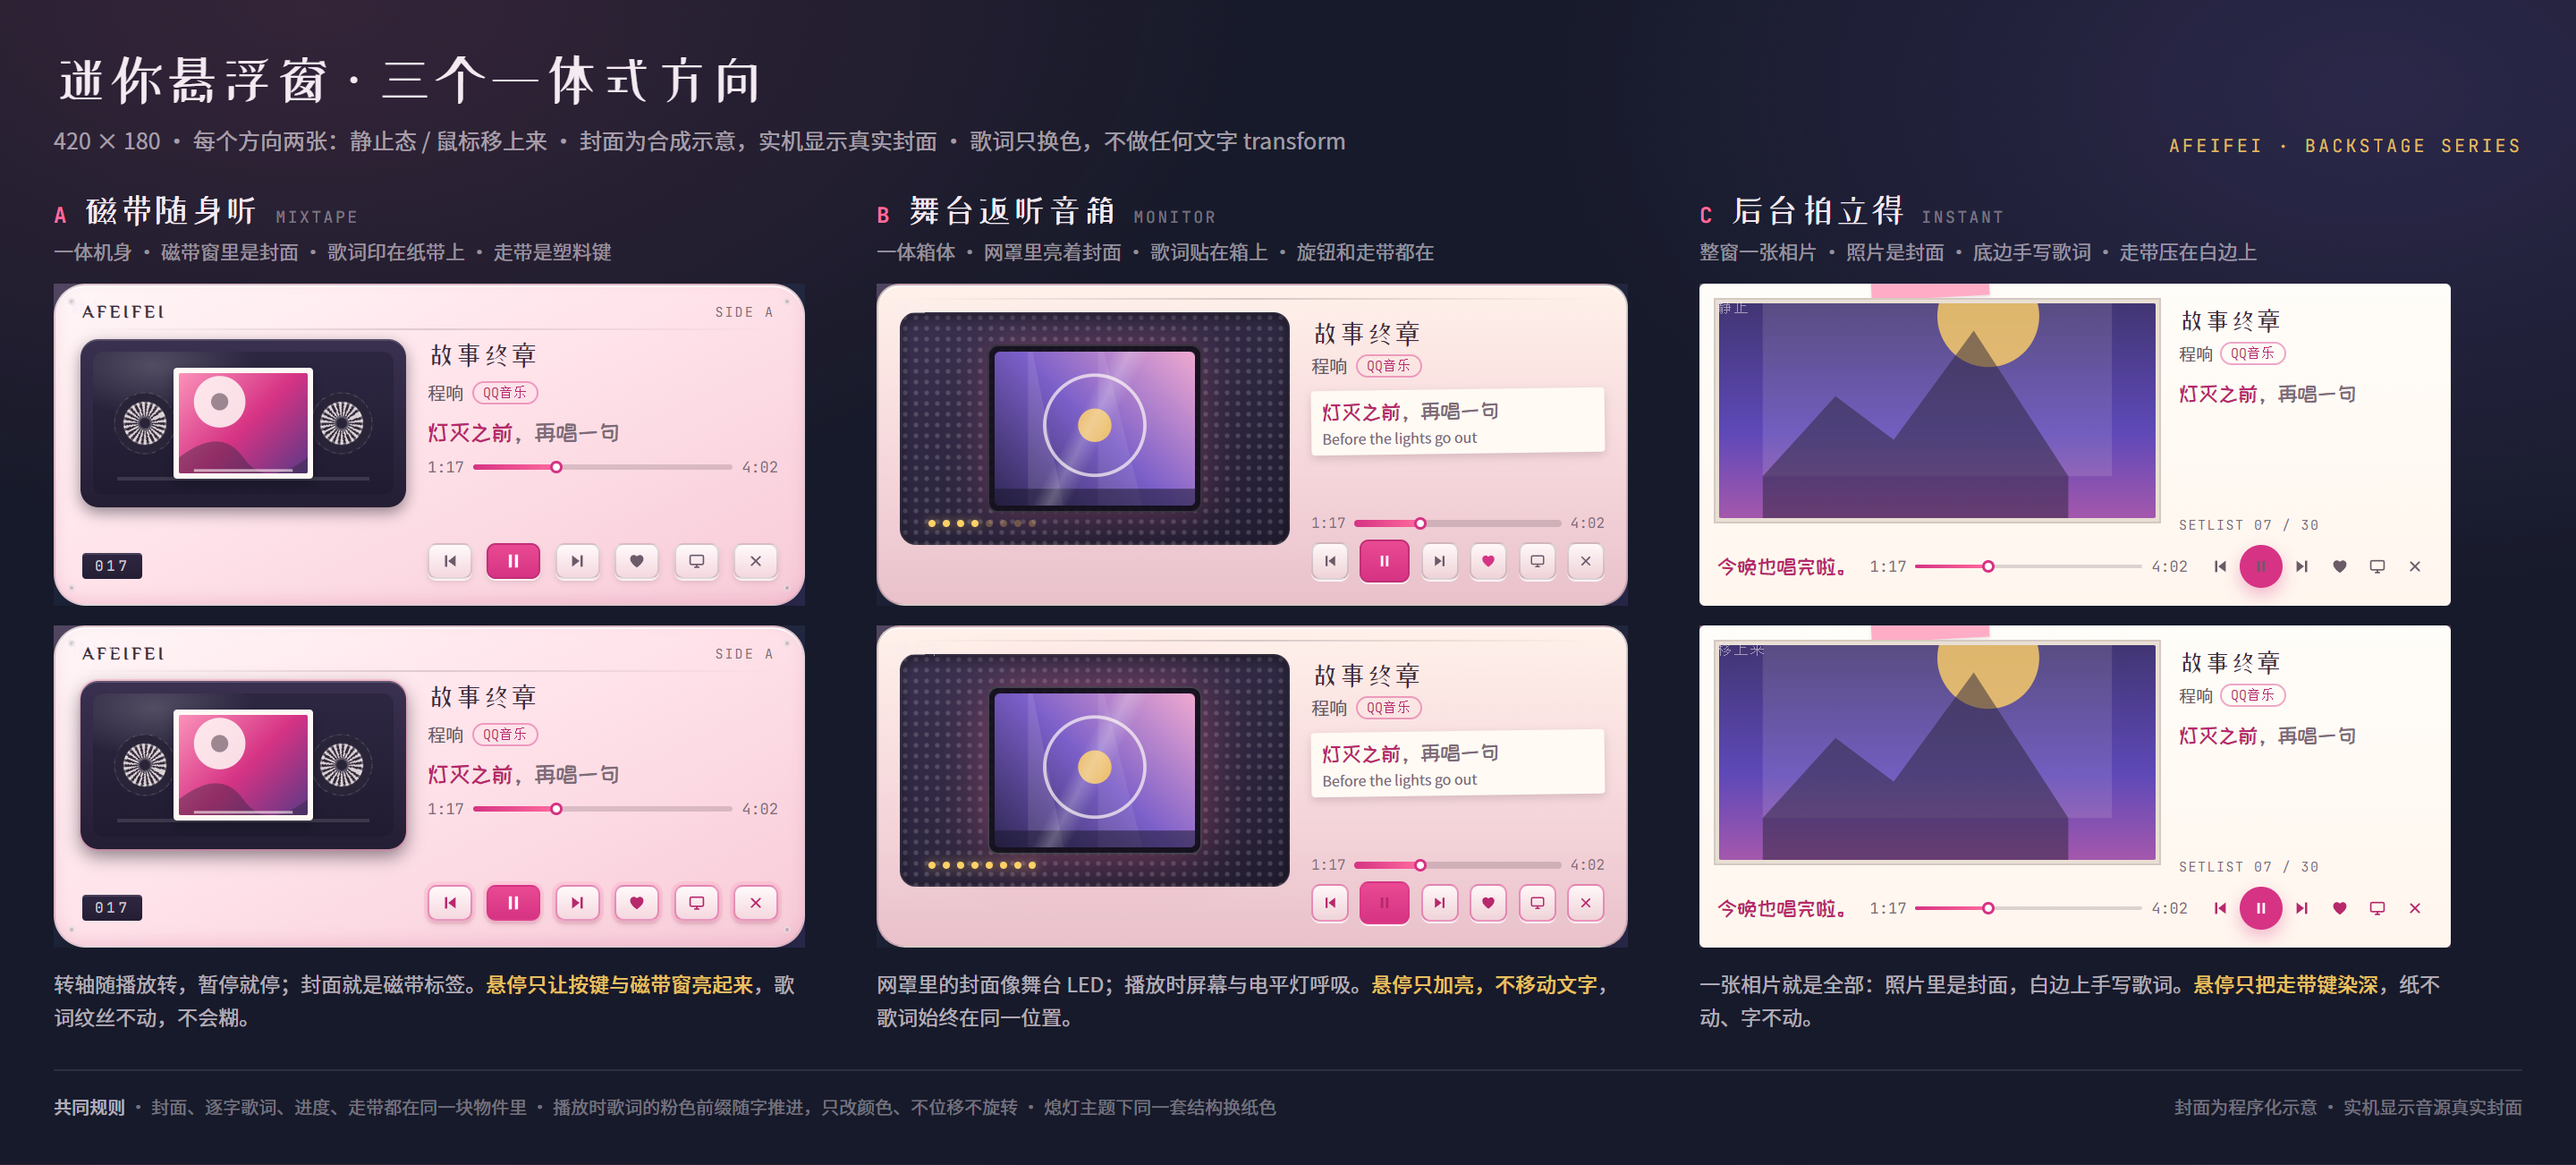 迷你悬浮窗 · 三个一体式方向
420 × 180 · 每个方向两张：静止态 / 鼠标移上来 · 封面为合成示意，实机显示真实封面 · 歌词只换色，不做任何文字 transform
AFEIFEI · BACKSTAGE SERIES
A 磁带随身听 MIXTAPE
一体机身 · 磁带窗里是封面 · 歌词印在纸带上 · 走带是塑料键
AFEIFEI
SIDE A
故事终章
程响 QQ音乐
灯灭之前，再唱一句
1:17 4:02
017
AFEIFEI
SIDE A
故事终章
程响 QQ音乐
灯灭之前，再唱一句
1:17 4:02
017
转轴随播放转，暂停就停；封面就是磁带标签。悬停只让按键与磁带窗亮起来，歌
词纹丝不动，不会糊。
B 舞台返听音箱 MONITOR
一体箱体 · 网罩里亮着封面 · 歌词贴在箱上 · 旋钮和走带都在
故事终章
程响 QQ音乐
灯灭之前，再唱一句
Before the lights go out
1:17 4:02
故事终章
程响 QQ音乐
灯灭之前，再唱一句
Before the lights go out
1:17 4:02
网罩里的封面像舞台 LED；播放时屏幕与电平灯呼吸。悬停只加亮，不移动文字，
歌词始终在同一位置。
C 后台拍立得 INSTANT
整窗一张相片 · 照片是封面 · 底边手写歌词 · 走带压在白边上
静止
故事终章
程响 QQ音乐
灯灭之前，再唱一句
SETLIST 07 / 30
今晚也唱完啦。 1:17 4:02
移上来
故事终章
程响 QQ音乐
灯灭之前，再唱一句
SETLIST 07 / 30
今晚也唱完啦。 1:17 4:02
一张相片就是全部：照片里是封面，白边上手写歌词。悬停只把走带键染深，纸不
动、字不动。
共同规则 · 封面、逐字歌词、进度、走带都在同一块物件里 · 播放时歌词的粉色前缀随字推进，只改颜色、不位移不旋转 · 熄灯主题下同一套结构换纸色
封面为程序化示意 · 实机显示音源真实封面